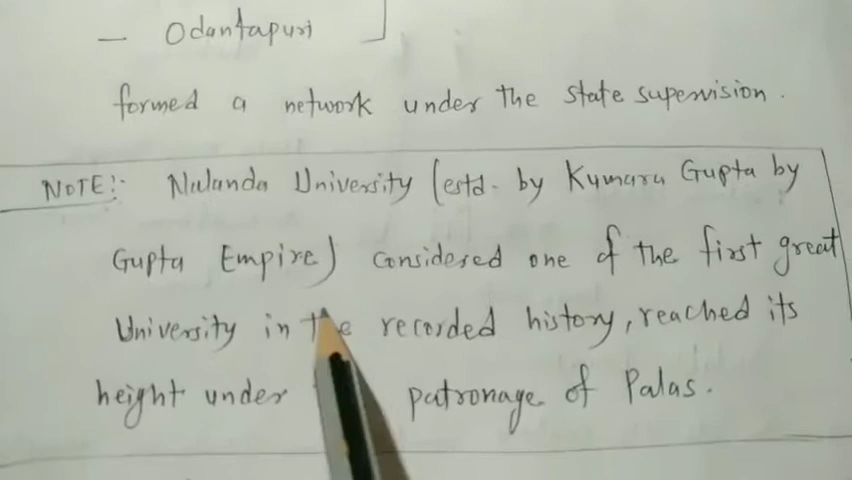 — Odantapuri ]
formed a network under the state supervision.
NOTE:- Nalanda University (estd. by Kumara Gupta by
Gupta Empire) considered one of the first great
University in the recorded history, reached its
height under patronage of Palas.